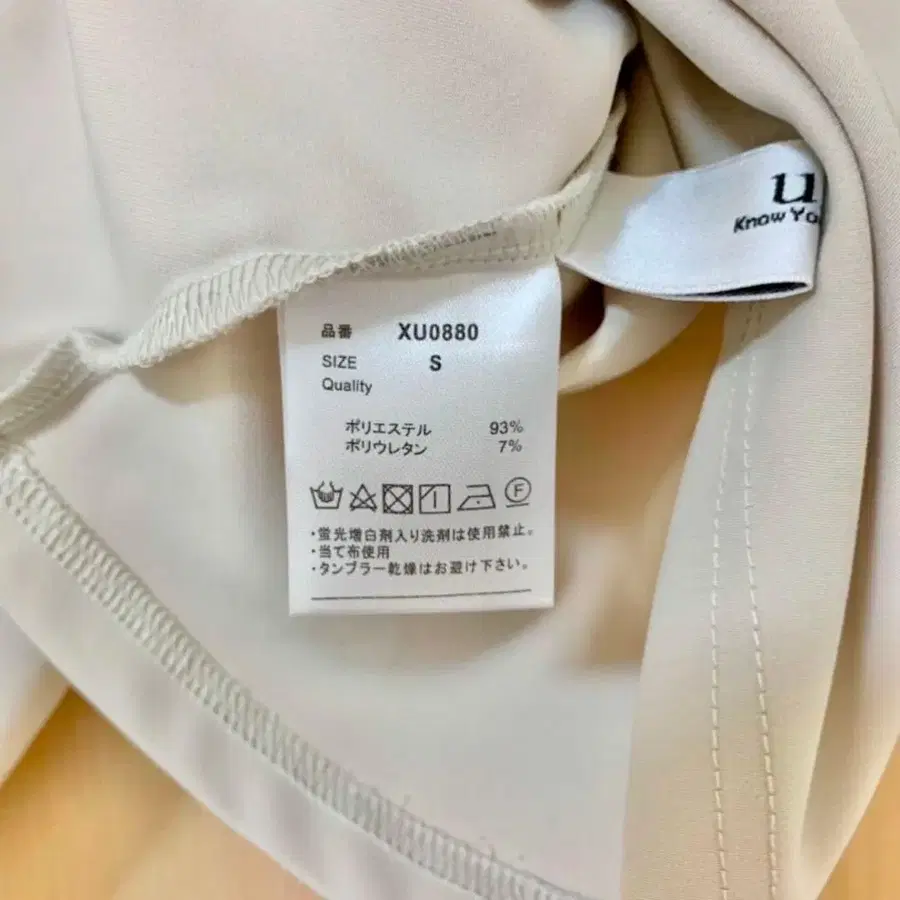 u
Know Yo
品番 XU0880
SIZE S
Quality
ポリエステル 93%
ポリウレタン 7%
F
・蛍光増白剤入り洗剤は使用禁止。
・当て布使用
・タンブラー乾燥はお避け下さい。